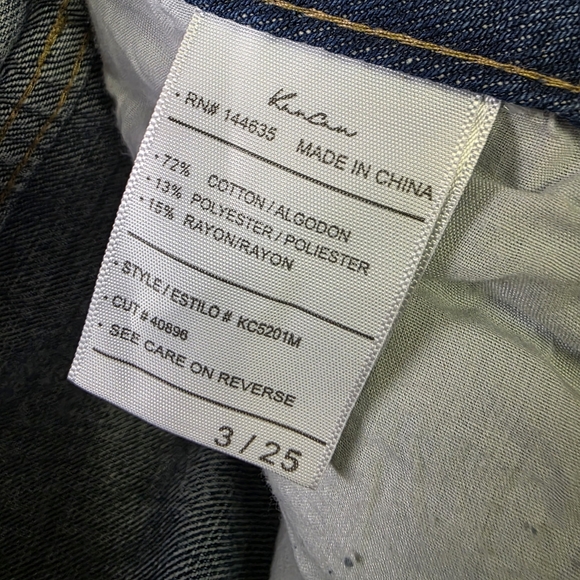 KanCan
• RN# 144635 MADE IN CHINA
• 72% COTTON / ALGODON
• 13% POLYESTER / POLIESTER
• 15% RAYON/RAYON
• STYLE / ESTILO # KC5201M
• CUT # 40896
• SEE CARE ON REVERSE
3 / 25